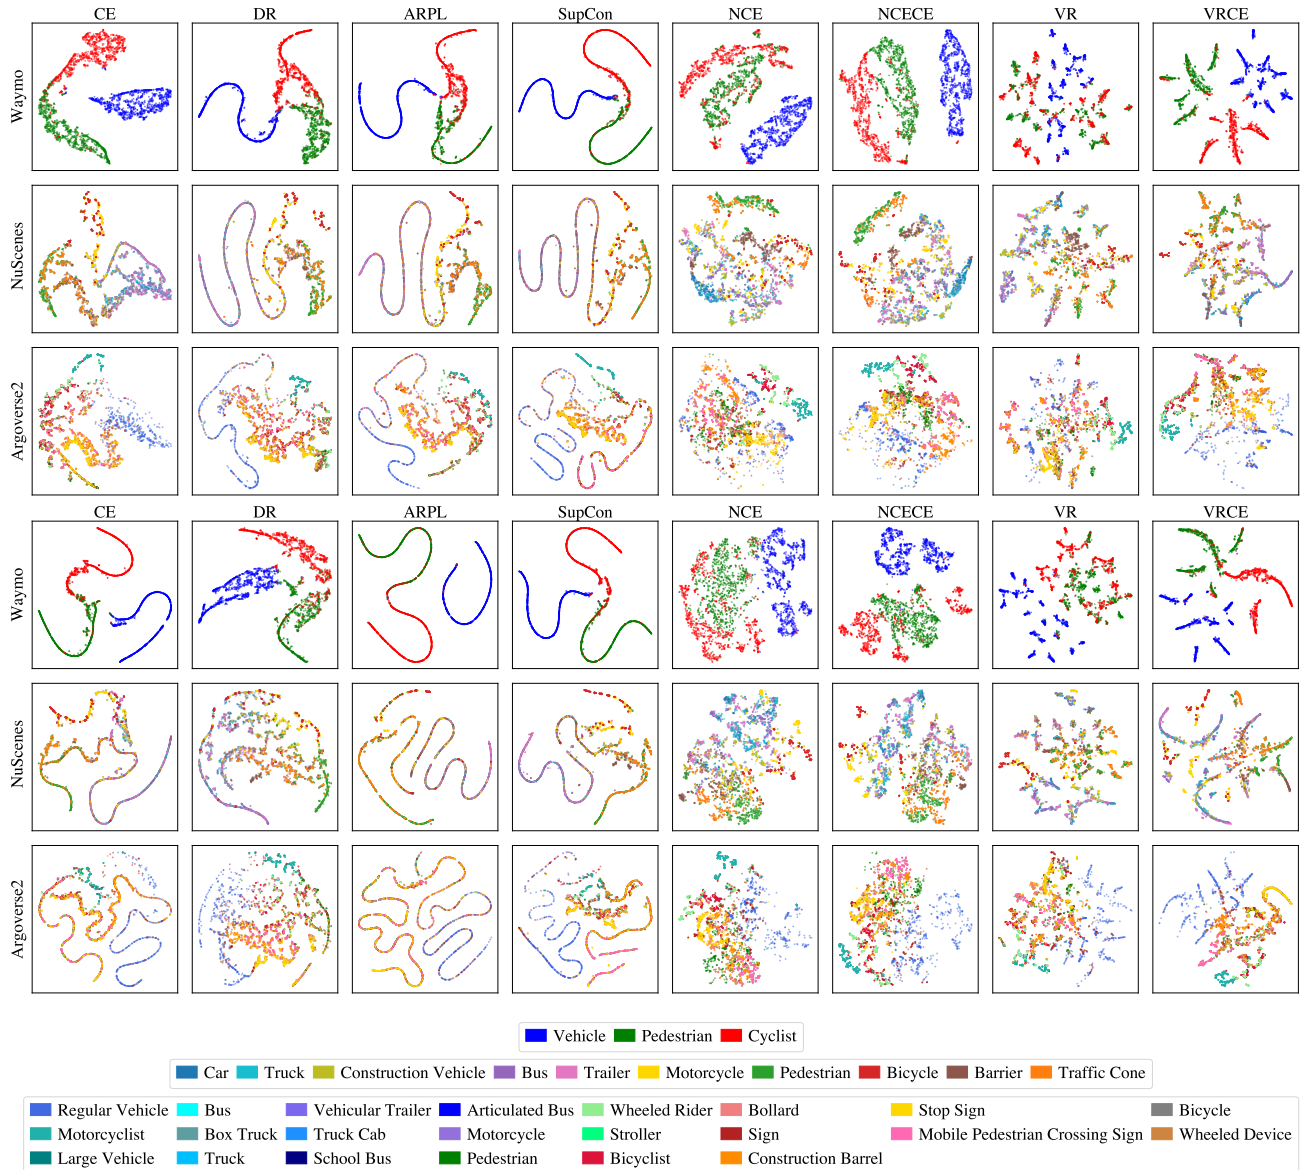 CE DR ARPL SupCon NCE NCECE VR VRCE
Waymo
NuScenes
Argoverse2
CE DR ARPL SupCon NCE NCECE VR VRCE
Waymo
NuScenes
Argoverse2
Vehicle Pedestrian Cyclist
Car Truck Construction Vehicle Bus Trailer Motorcycle Pedestrian Bicycle Barrier Traffic Cone
Regular Vehicle Bus Vehicular Trailer Articulated Bus Wheeled Rider Bollard Stop Sign Bicycle
Motorcyclist Box Truck Truck Cab Motorcycle Stroller Sign Mobile Pedestrian Crossing Sign Wheeled Device
Large Vehicle Truck School Bus Pedestrian Bicyclist Construction Barrel